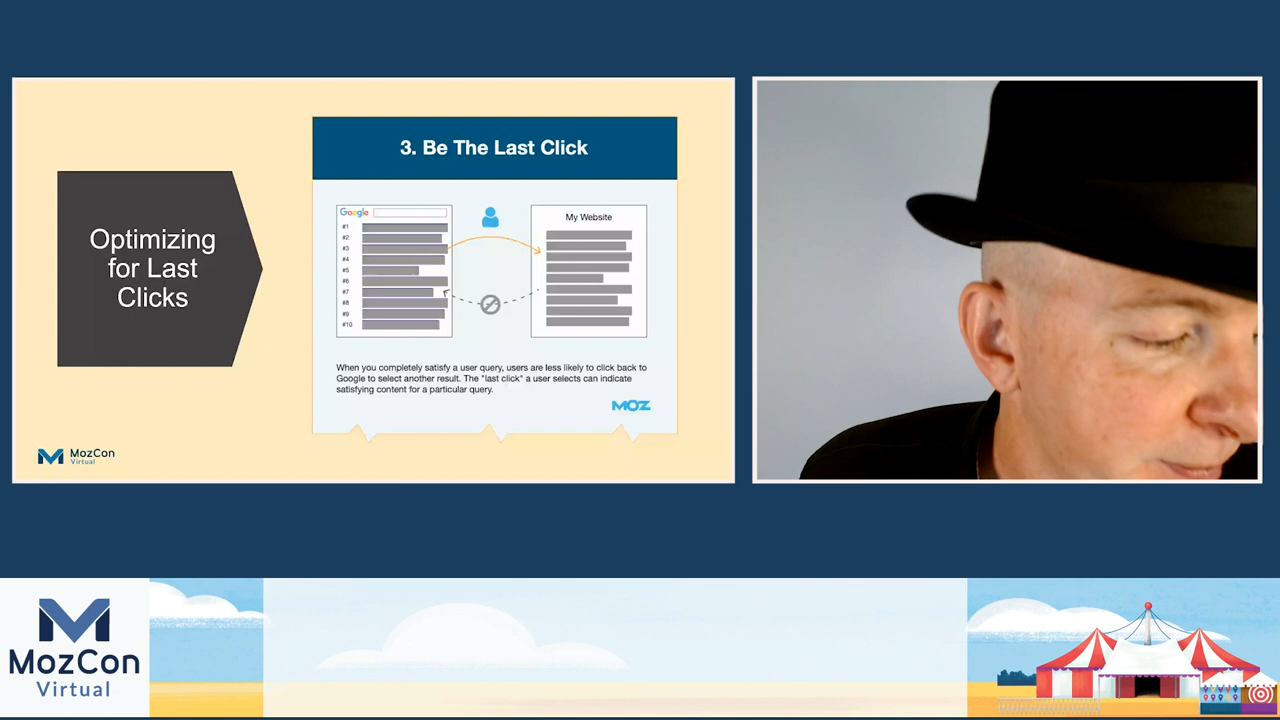 Optimizing
for Last
Clicks
3. Be The Last Click
Google
#1
#2
#3
#4
#5
#6
#7
#8
#9
#10
My Website
When you completely satisfy a user query, users are less likely to click back to
Google to select another result. The "last click" a user selects can indicate
satisfying content for a particular query.
MOZ
MozCon
Virtual
MozCon
Virtual